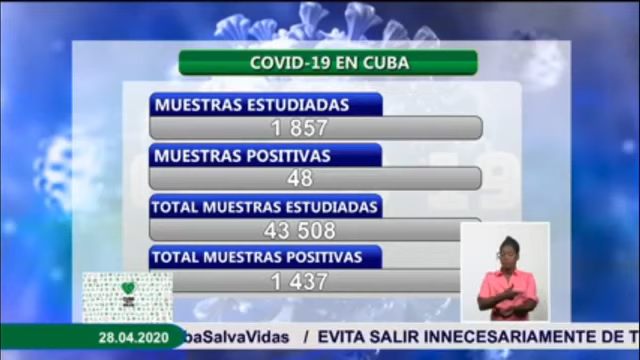 COVID-19 EN CUBA
MUESTRAS ESTUDIADAS
1 857
MUESTRAS POSITIVAS
48
TOTAL MUESTRAS ESTUDIADAS
43 508
TOTAL MUESTRAS POSITIVAS
1 437
28.04.2020 baSalvaVidas / EVITA SALIR INNECESARIAMENTE DE T